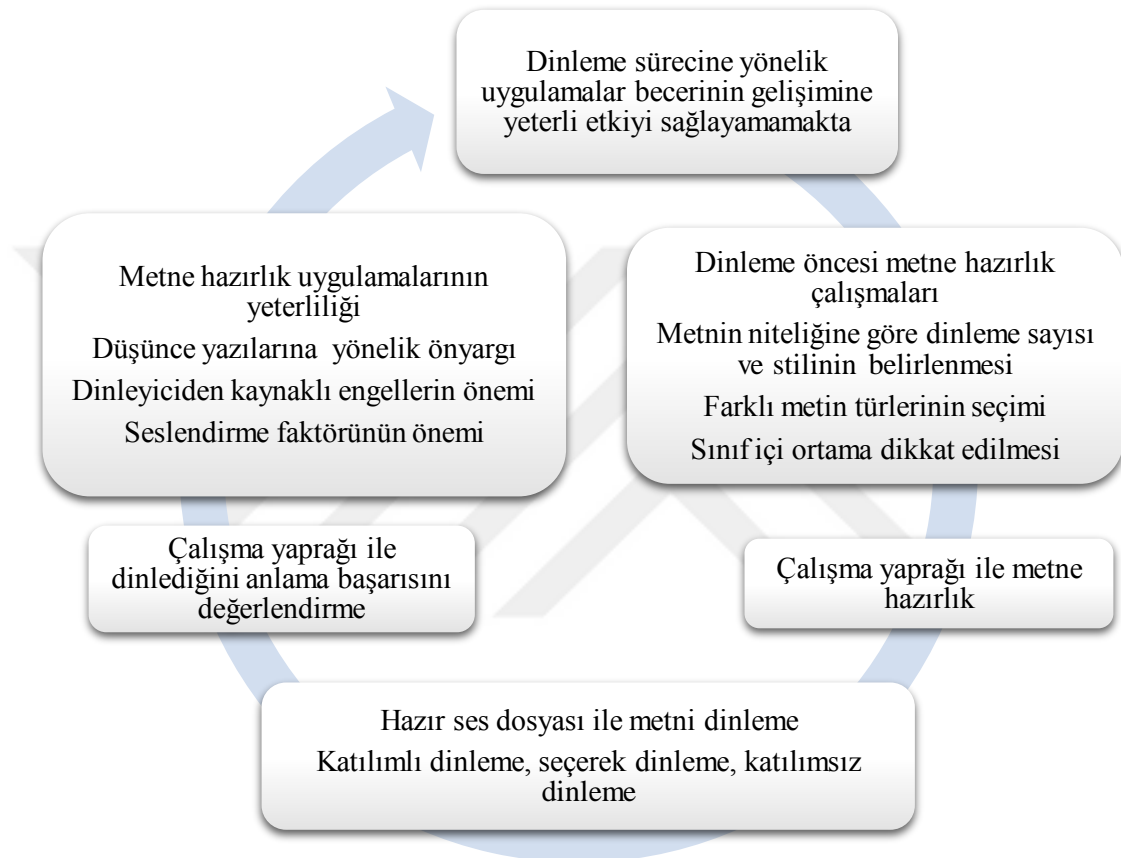 Dinleme sürecine yönelik
uygulamalar becerinin gelişimine
yeterli etkiyi sağlayamamakta
Dinleme öncesi metne hazırlık
çalışmaları
Metnin niteliğine göre dinleme sayısı
ve stilinin belirlenmesi
Farklı metin türlerinin seçimi
Sınıf içi ortama dikkat edilmesi
Çalışma yaprağı ile metne
hazırlık
Hazır ses dosyası ile metni dinleme
Katılımlı dinleme, seçerek dinleme, katılımsız
dinleme
Çalışma yaprağı ile
dinlediğini anlama başarısını
değerlendirme
Metne hazırlık uygulamalarının
yeterliliği
Düşünce yazılarına yönelik önyargı
Dinleyiciden kaynaklı engellerin önemi
Seslendirme faktörünün önemi